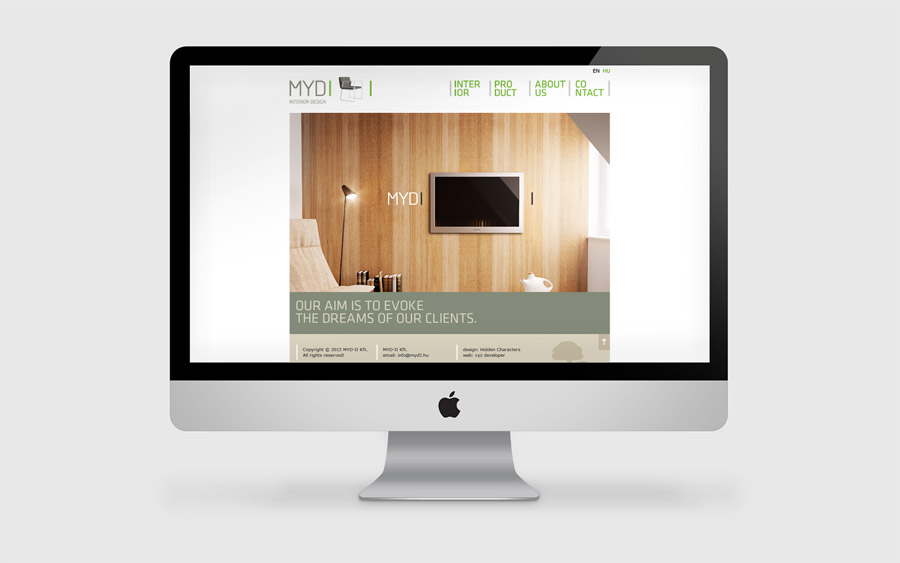 EN HU
MYD|
INTERIOR DESIGN
INTER
IOR
PRO
DUCT
ABOUT
US
CO
NTACT
MYD|
OUR AIM IS TO EVOKE
THE DREAMS OF OUR CLIENTS.
Copyright © 2013 MYD-II Kft.
All rights reserved!
MYD-II Kft.
email: info@myd2.hu
design: Hidden Characters
web: xyz developer